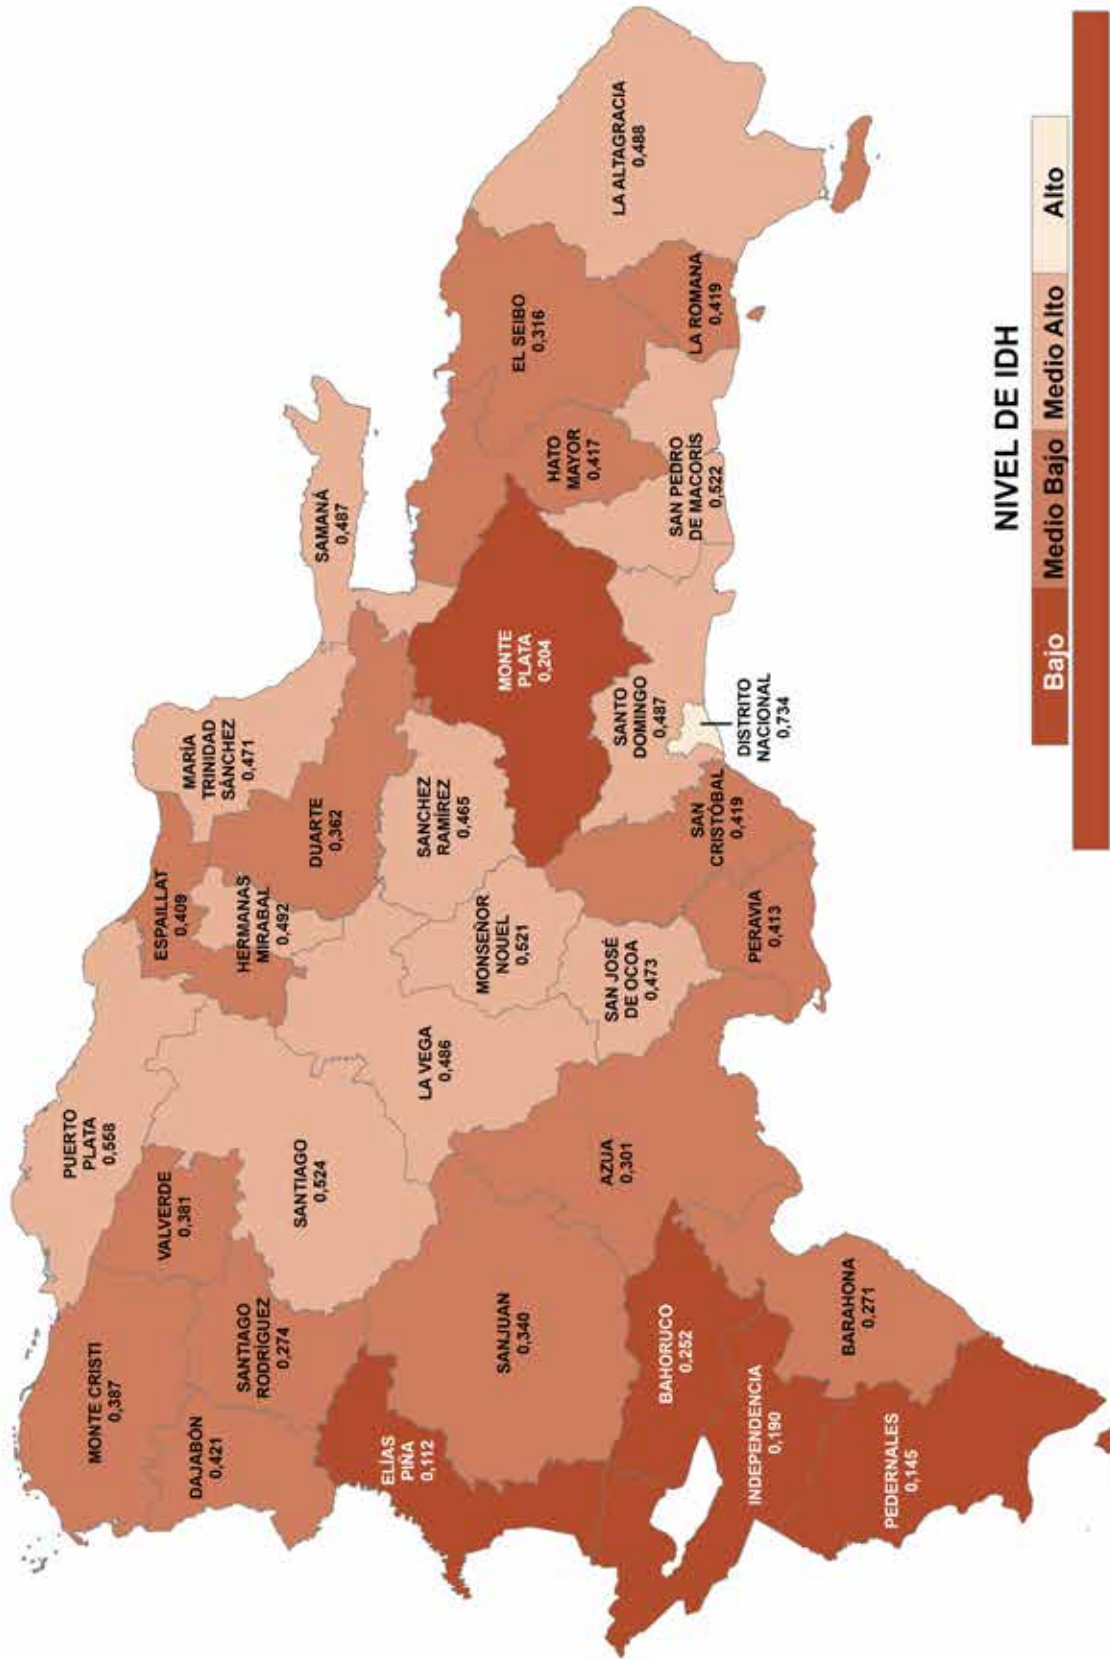 PUERTO
PLATA
0,558
MONTE CRISTI
0,387
VALVERDE
0,381
ESPAILLAT
0,409
MARÍA
TRINIDAD
SÁNCHEZ
0,471
DAJABÓN
0,421
SANTIAGO
RODRÍGUEZ
0,274
SANTIAGO
0,524
HERMANAS
MIRABAL
0,492
DUARTE
0,362
SAMANÁ
0,487
ELÍAS
PIÑA
0,112
SANJUAN
0,340
LA VEGA
0,486
MONSEÑOR
NOUEL
0,521
SANCHEZ
RAMÍREZ
0,465
MONTE
PLATA
0,204
HATO
MAYOR
0,417
EL SEIBO
0,316
LA ALTAGRACIA
0,488
AZUA
0,301
SAN JOSÉ
DE OCOA
0,473
SANTO
DOMINGO
0,487
SAN PEDRO
DE MACORÍS
0,522
LA ROMANA
0,419
BAHORUCO
0,252
INDEPENDENCIA
0,190
PERAVIA
0,413
SAN
CRISTÓBAL
0,419
DISTRITO
NACIONAL
0,734
BARAHONA
0,271
PEDERNALES
0,145
NIVEL DE IDH
Bajo Medio Bajo Medio Alto Alto